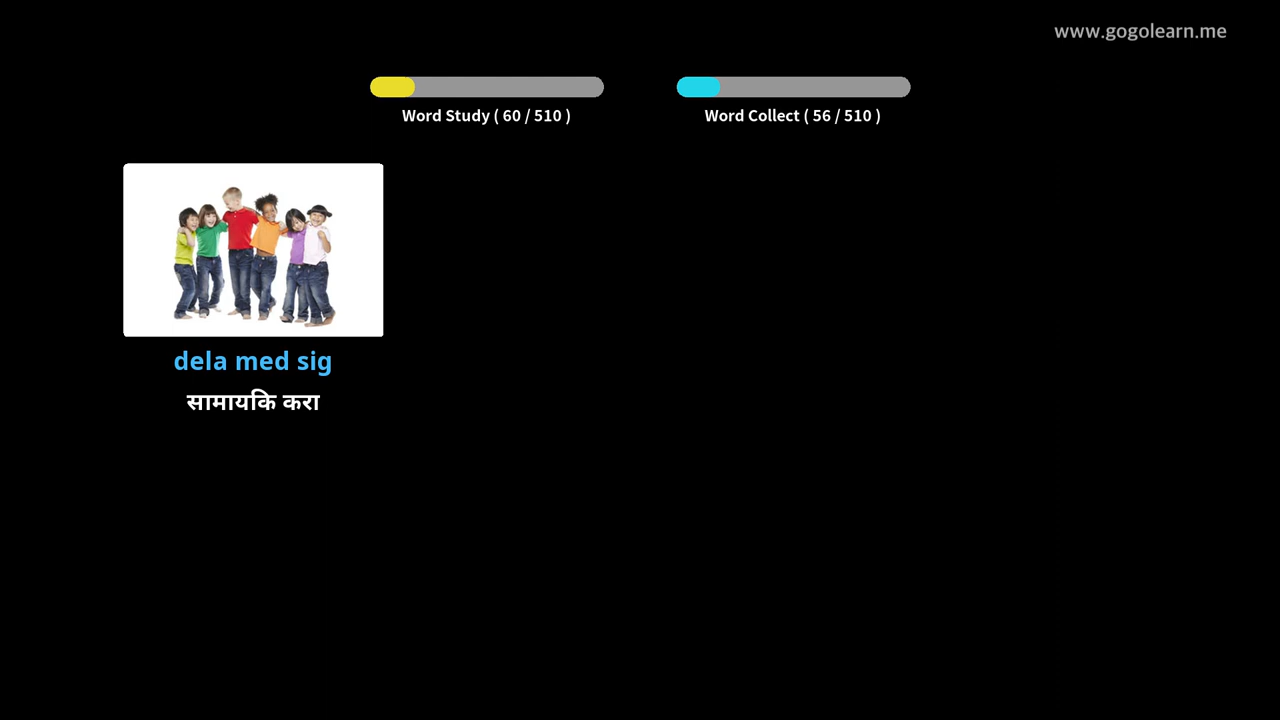 www.gogolearn.me
Word Study ( 60 / 510 )
Word Collect ( 56 / 510 )
dela med sig
सामायकि करा